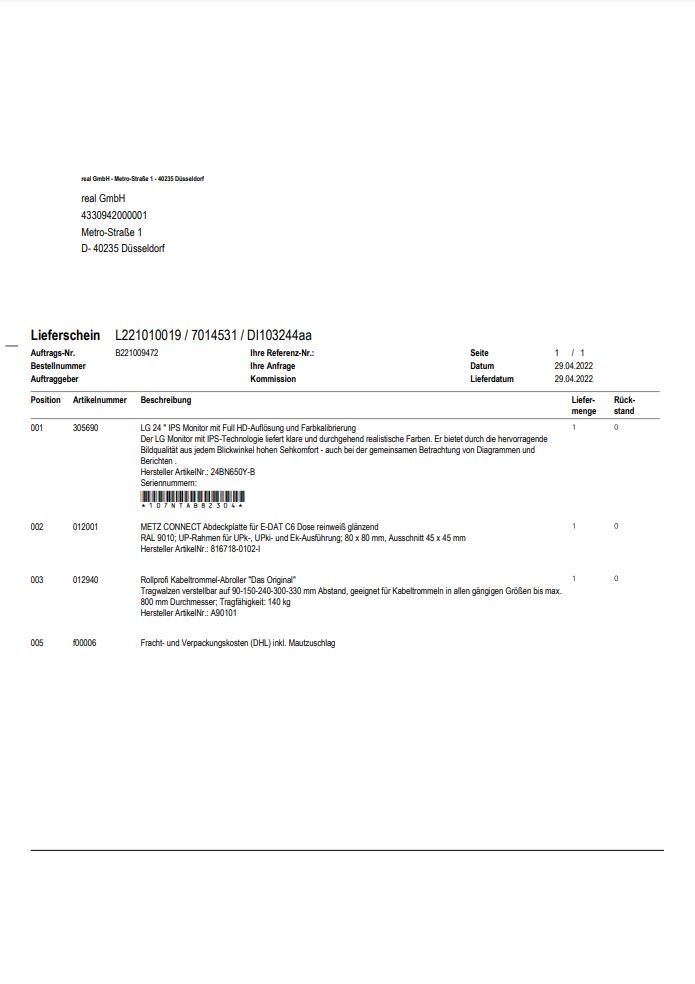 real GmbH - Metro-Straße 1 - 40235 Düsseldorf
real GmbH
4330942000001
Metro-Straße 1
D- 40235 Düsseldorf
Lieferschein L221010019 / 7014531 / DI103244aa
Auftrags-Nr. B221009472 Ihre Referenz-Nr.: Seite 1 / 1
Bestellnummer Ihre Anfrage Datum 29.04.2022
Auftraggeber Kommission Lieferdatum 29.04.2022
Position Artikelnummer Beschreibung Liefer- Rück-
menge stand
001 305690 LG 24 " IPS Monitor mit Full HD-Auflösung und Farbkalibrierung 1 0
Der LG Monitor mit IPS-Technologie liefert klare und durchgehend realistische Farben. Er bietet durch die hervorragende
Bildqualität aus jedem Blickwinkel hohen Sehkomfort - auch bei der gemeinsamen Betrachtung von Diagrammen und
Berichten .
Hersteller ArtikelNr.: 24BN650Y-B
Seriennummern:
*107NTAB82304*
002 012001 METZ CONNECT Abdeckplatte für E-DAT C6 Dose reinweiß glänzend 1 0
RAL 9010; UP-Rahmen für UPk-, UPki- und Ek-Ausführung; 80 x 80 mm, Ausschnitt 45 x 45 mm
Hersteller ArtikelNr.: 816718-0102-I
003 012940 Rollprofi Kabeltrommel-Abroller "Das Original" 1 0
Tragwalzen verstellbar auf 90-150-240-300-330 mm Abstand, geeignet für Kabeltrommeln in allen gängigen Größen bis max.
800 mm Durchmesser; Tragfähigkeit: 140 kg
Hersteller ArtikelNr.: A90101
005 f00006 Fracht- und Verpackungskosten (DHL) inkl. Mautzuschlag